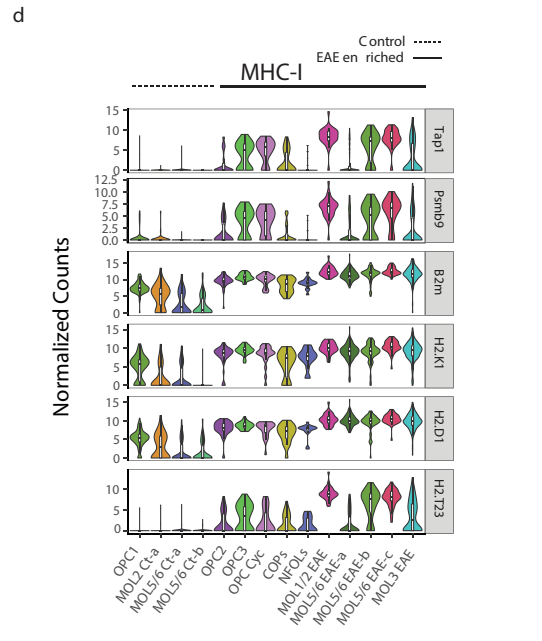 d
Control
EAE en riched
MHC-I
Normalized Counts
15
10
5
0
Tap1
12.5
10.0
7.5
5.0
2.5
0.0
Psmb9
15
10
5
0
B2m
15
10
5
0
H2.K1
15
10
5
0
H2.D1
10
5
0
H2.T23
OPC1
MOL2 Ct-a
MOL5/6 Ct-a
MOL5/6 Ct-b
OPC2
OPC3
OPC Cyc
COPs
NFOLs
MOL1/2 EAE
MOL5/6 EAE-a
MOL5/6 EAE-b
MOL5/6 EAE-c
MOL3 EAE